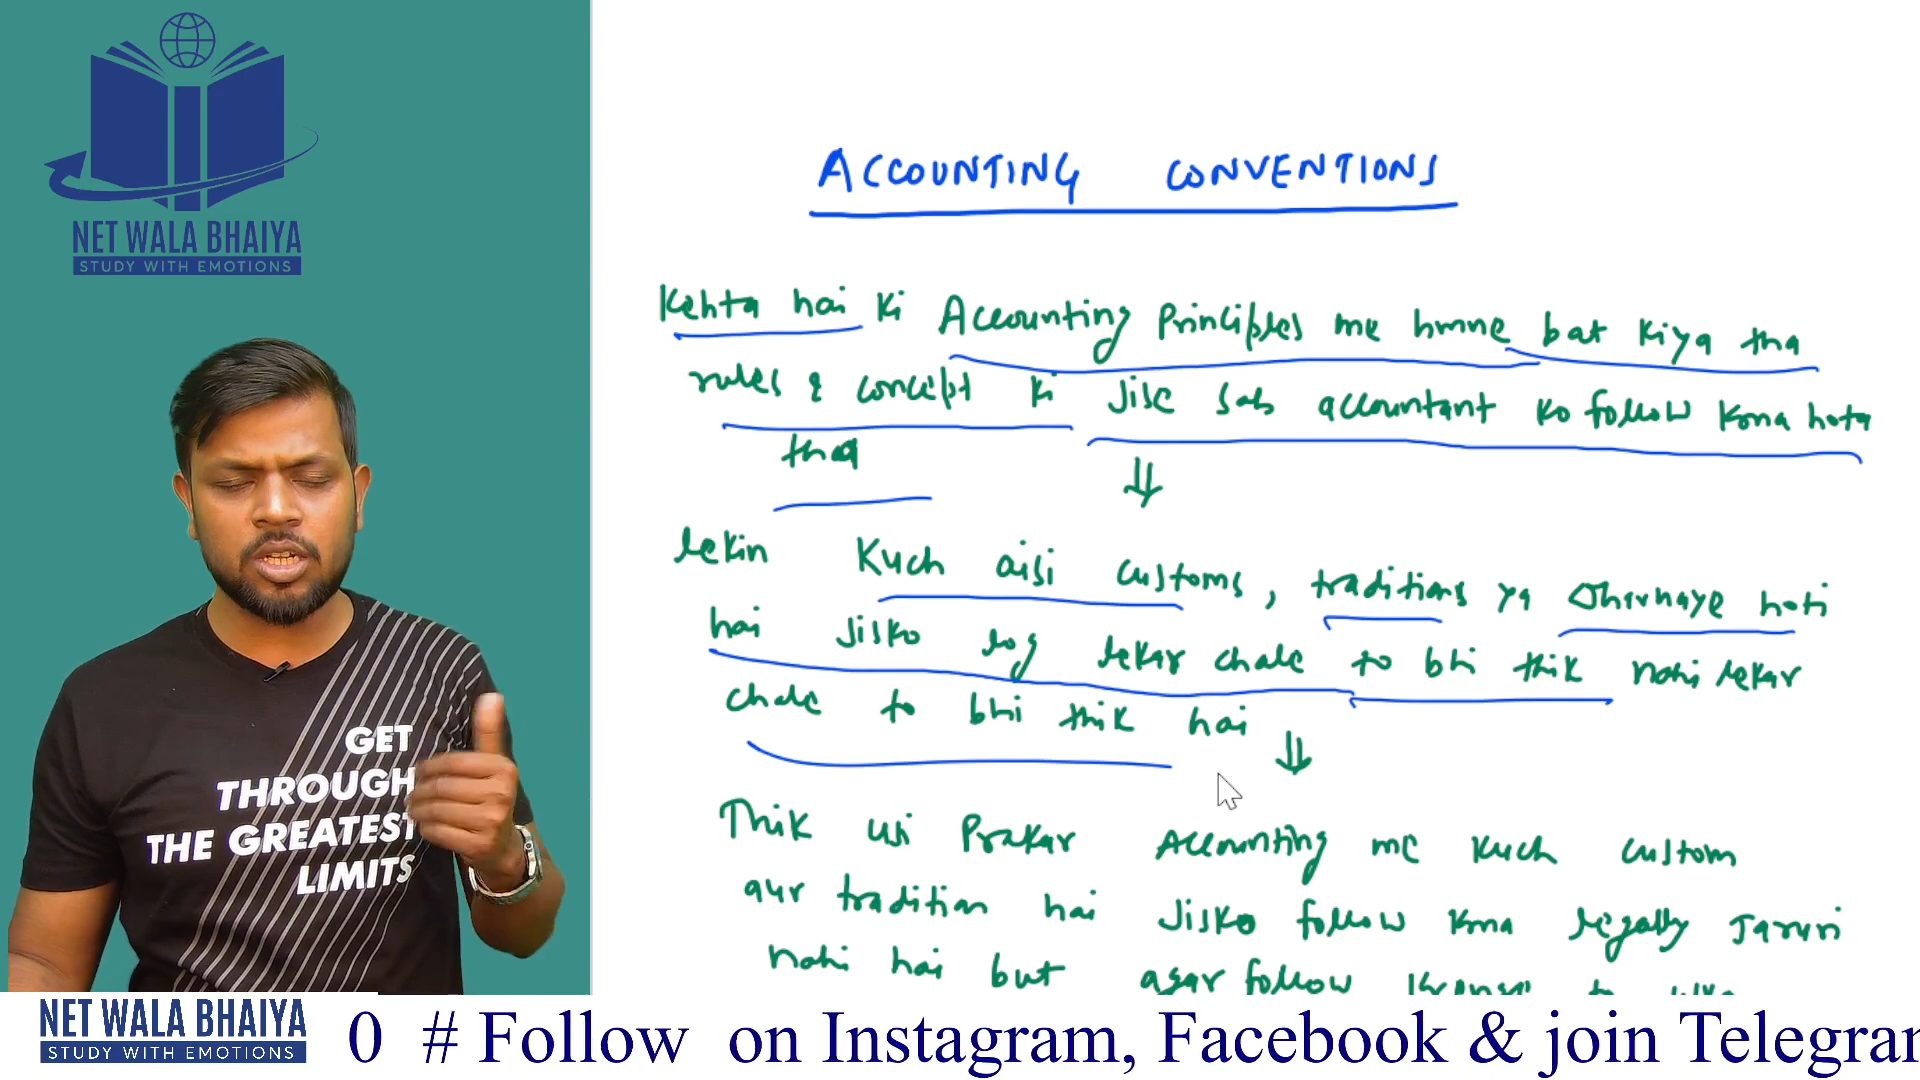 NET WALA BHAIYA
STUDY WITH EMOTIONS
ACCOUNTING CONVENTIONS
Kehta hai ki Accounting Principles me hmne bat kiya tha
rules & concept ki Jise sab accountant ko follow krna hota
tha
lekin Kuch aisi customs, traditions ya dharnaye hoti
hai Jisko log lekar chale to bhi thik nahi lekar
chale to bhi thik hai
Thik usi Prakar Accounting me kuch custom
aur tradition hai Jisko follow krna legally Jaruri
nahi hai but agar follow
GET
THROUGH
THE GREATEST
LIMITS
NET WALA BHAIYA
STUDY WITH EMOTIONS
0 # Follow on Instagram, Facebook & join Telegram